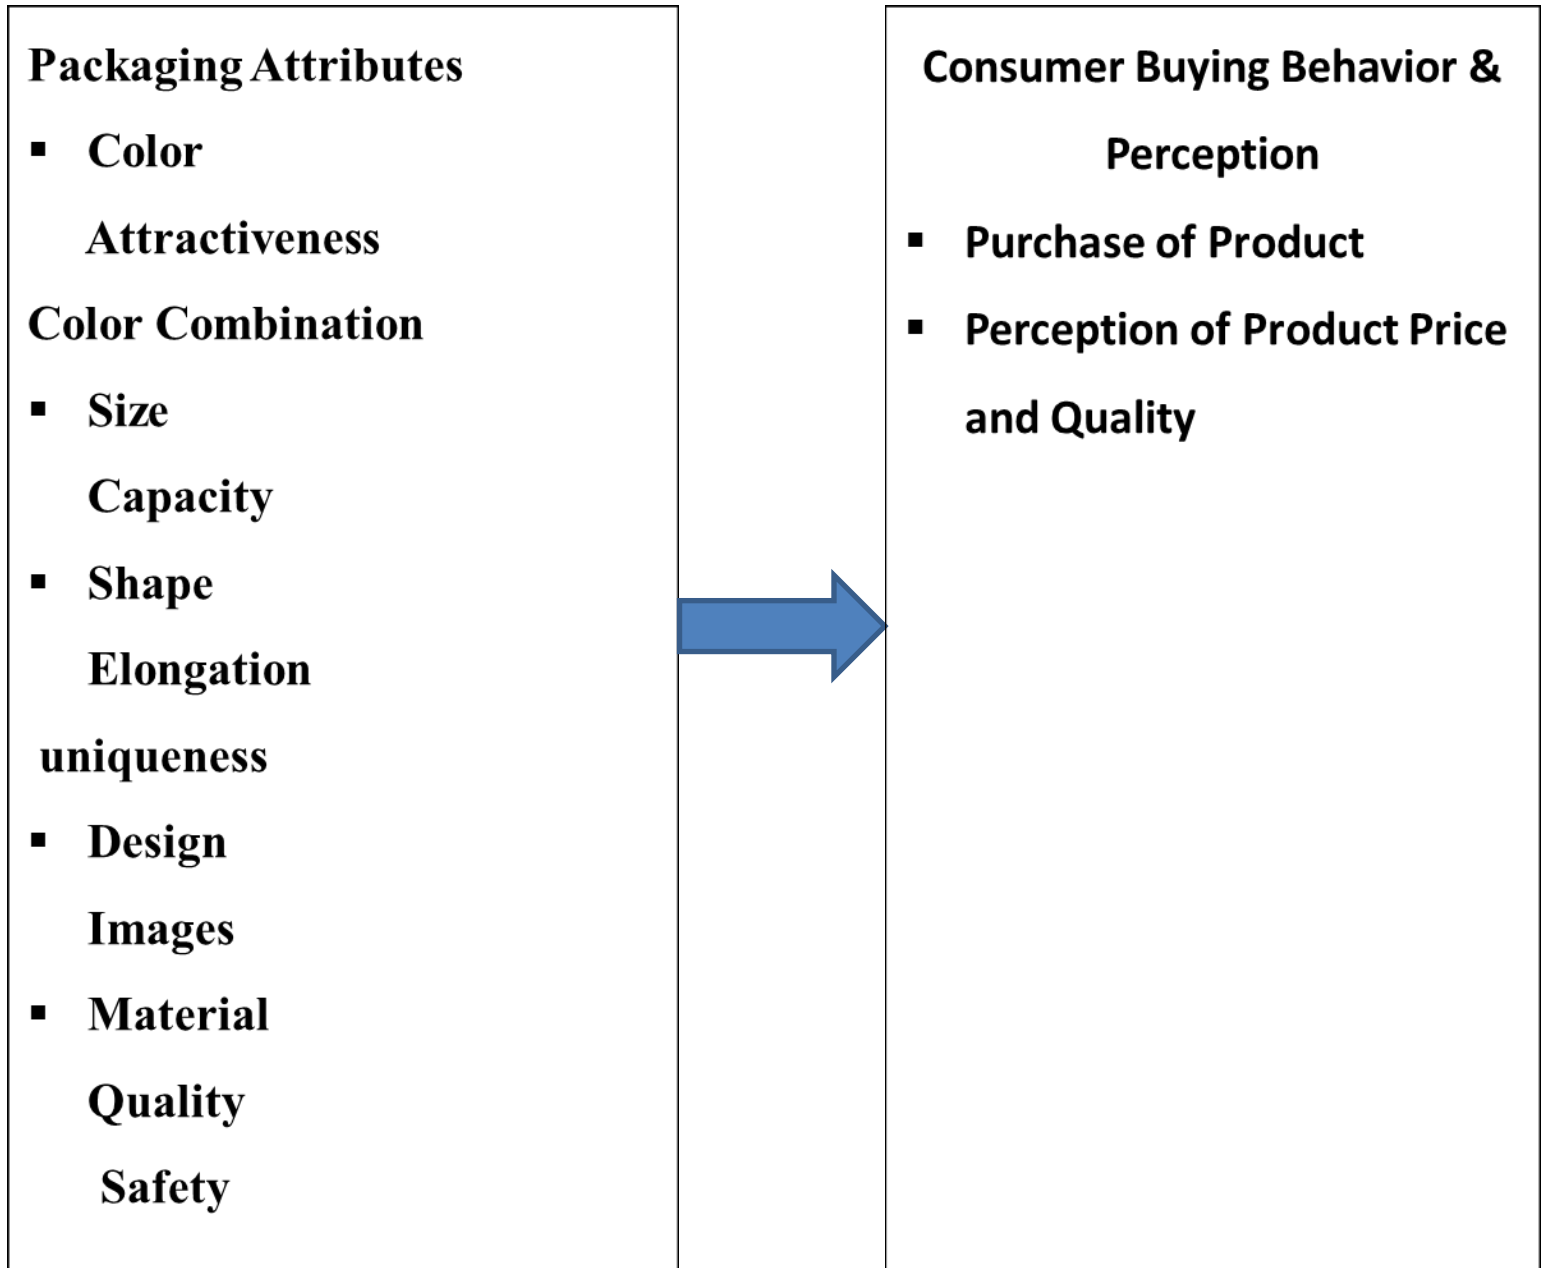 Packaging Attributes
▪ Color
Attractiveness
Color Combination
▪ Size
Capacity
▪ Shape
Elongation
uniqueness
▪ Design
Images
▪ Material
Quality
Safety
Consumer Buying Behavior &
Perception
▪ Purchase of Product
▪ Perception of Product Price
and Quality